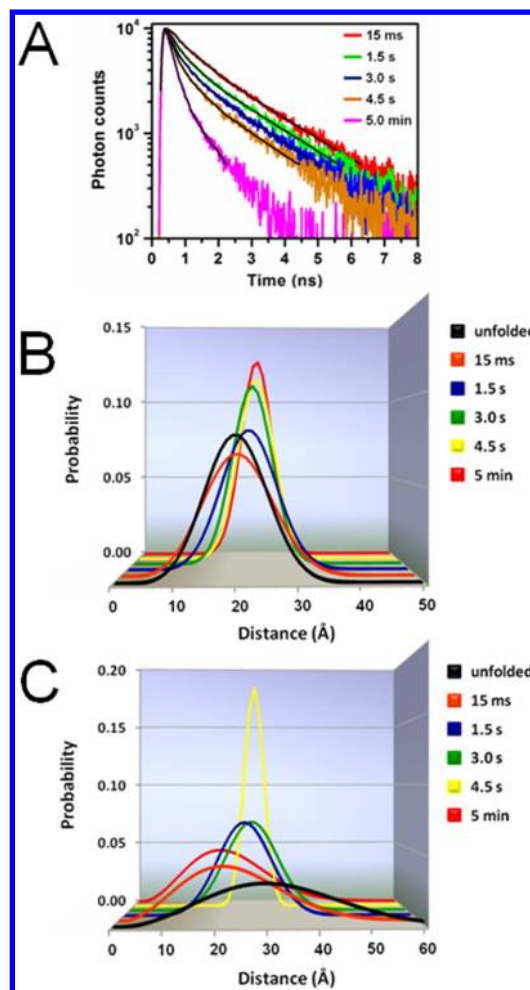 A
10⁴
10³
10²
Photon counts
15 ms
1.5 s
3.0 s
4.5 s
5.0 min
0 1 2 3 4 5 6 7 8
Time (ns)
B
0.15
0.10
0.05
0.00
Probability
0 10 20 30 40 50
Distance (Å)
unfolded
15 ms
1.5 s
3.0 s
4.5 s
5 min
C
0.20
0.15
0.10
0.05
0.00
Probability
0 10 20 30 40 50 60
Distance (Å)
unfolded
15 ms
1.5 s
3.0 s
4.5 s
5 min